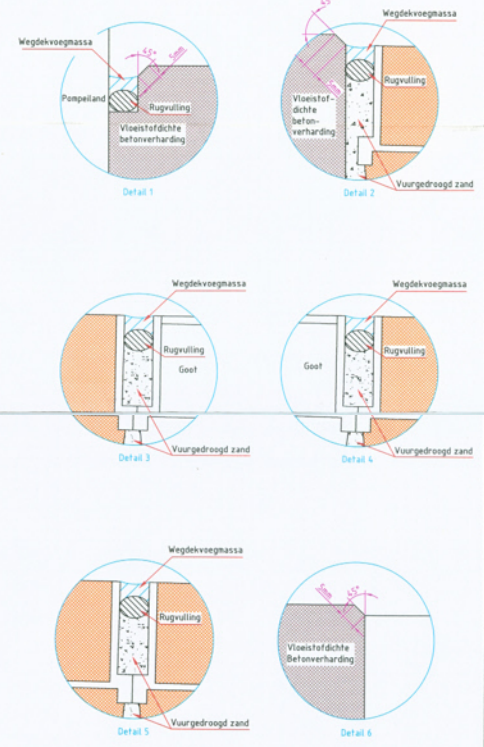 Wegdekvoegmassa
45°
5mm
Pompeiland
Rugvulling
Vloeistofdichte
betonverharding
Detail 1
45°
Wegdekvoegmassa
Rugvulling
5mm
Vloeistof-
dichte
beton-
verharding
Vuurgedroogd zand
Detail 2
Wegdekvoegmassa
Rugvulling
Goot
Vuurgedroogd zand
Detail 3
Wegdekvoegmassa
Rugvulling
Goot
Vuurgedroogd zand
Detail 4
Wegdekvoegmassa
Rugvulling
Vuurgedroogd zand
Detail 5
5mm
45°
Vloeistofdichte
Betonverharding
Detail 6